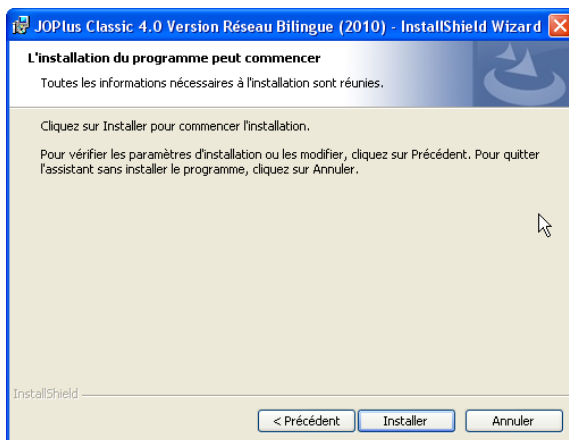 JOPlus Classic 4.0 Version Réseau Bilingue (2010) - InstallShield Wizard
L'installation du programme peut commencer
Toutes les informations nécessaires à l'installation sont réunies.
Cliquez sur Installer pour commencer l'installation.
Pour vérifier les paramètres d'installation ou les modifier, cliquez sur Précédent. Pour quitter
l'assistant sans installer le programme, cliquez sur Annuler.
InstallShield
< Précédent Installer Annuler